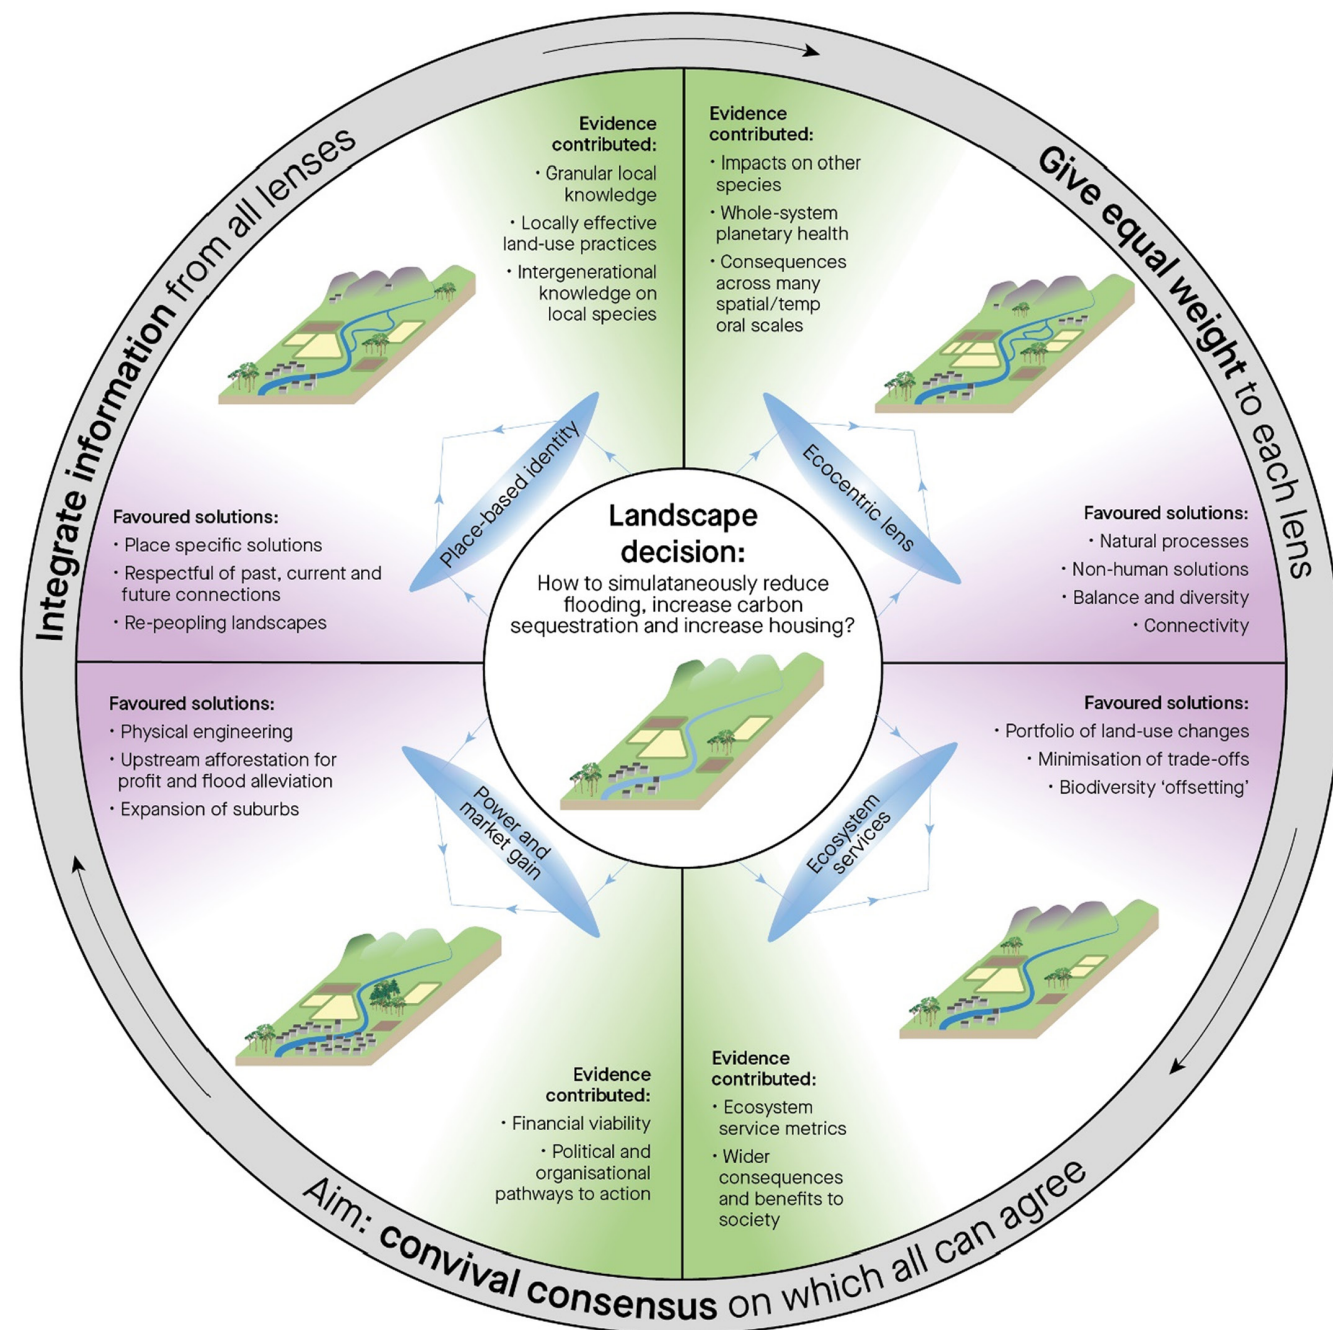 Integrate information from all lenses
Give equal weight to each lens
Aim: convival consensus on which all can agree
Evidence
contributed:
• Granular local
knowledge
• Locally effective
land-use practices
• Intergenerational
knowledge on
local species
Evidence
contributed:
• Impacts on other
species
• Whole-system
planetary health
• Consequences
across many
spatial/temp
oral scales
Place-based identity
Ecocentric lens
Favoured solutions:
• Place specific solutions
• Respectful of past, current and
future connections
• Re-peopling landscapes
Landscape
decision:
How to simulataneously reduce
flooding, increase carbon
sequestration and increase housing?
Favoured solutions:
• Natural processes
• Non-human solutions
• Balance and diversity
• Connectivity
Favoured solutions:
• Physical engineering
• Upstream afforestation for
profit and flood alleviation
• Expansion of suburbs
Power and
market gain
Ecosystem
services
Favoured solutions:
• Portfolio of land-use changes
• Minimisation of trade-offs
• Biodiversity ‘offsetting’
Evidence
contributed:
• Financial viability
• Political and
organisational
pathways to action
Evidence
contributed:
• Ecosystem
service metrics
• Wider
consequences
and benefits to
society